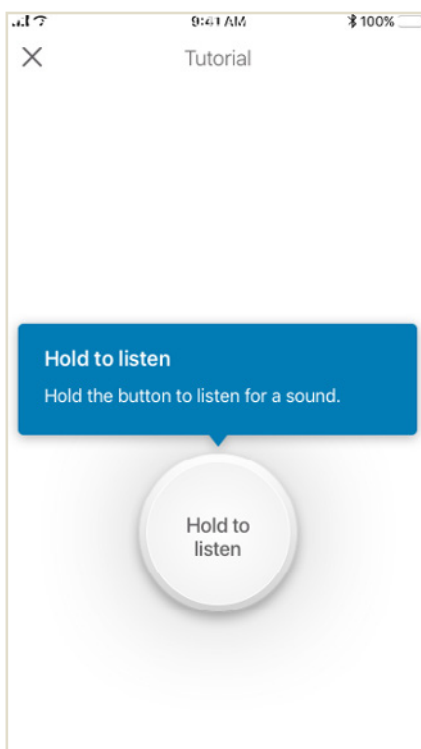 9:41 AM
100%
Tutorial
Hold to listen
Hold the button to listen for a sound.
Hold to
listen